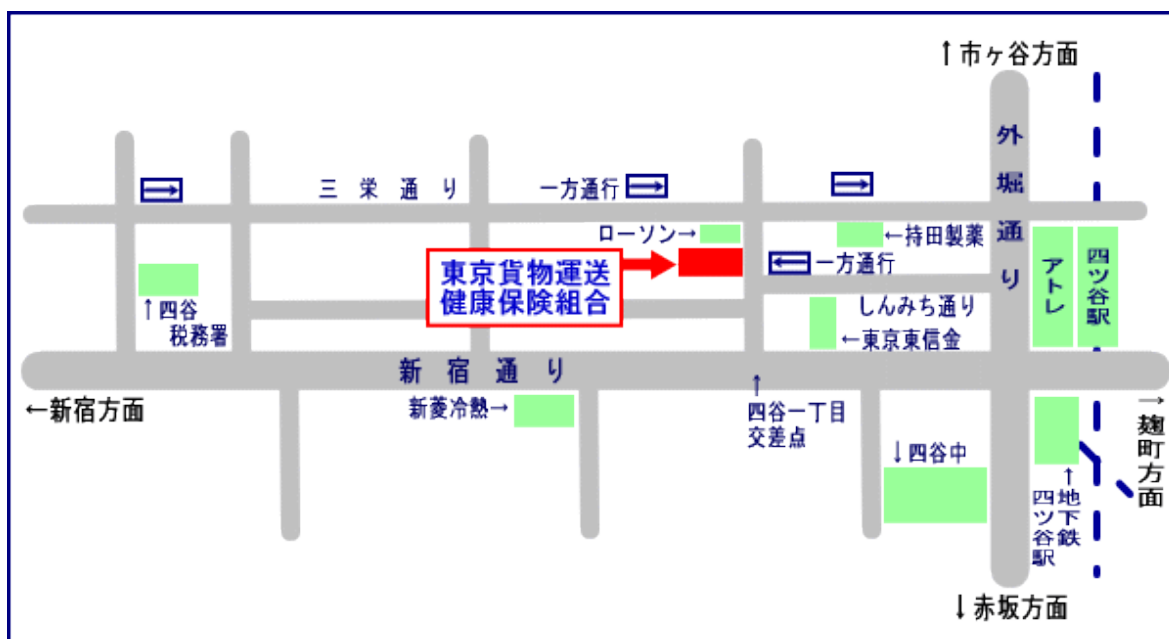 ↑市ヶ谷方面
外堀通り
三栄通り
一方通行
ローソン→
←持田製薬
東京貨物運送
健康保険組合
一方通行
アトレ
四ツ谷駅
↑四谷
税務署
しんみち通り
←東京東信金
新宿通り
←新宿方面
新菱冷熱→
↑
四谷一丁目
交差点
→麹町方面
↓四谷中
↑地下鉄
四ツ谷駅
↓赤坂方面